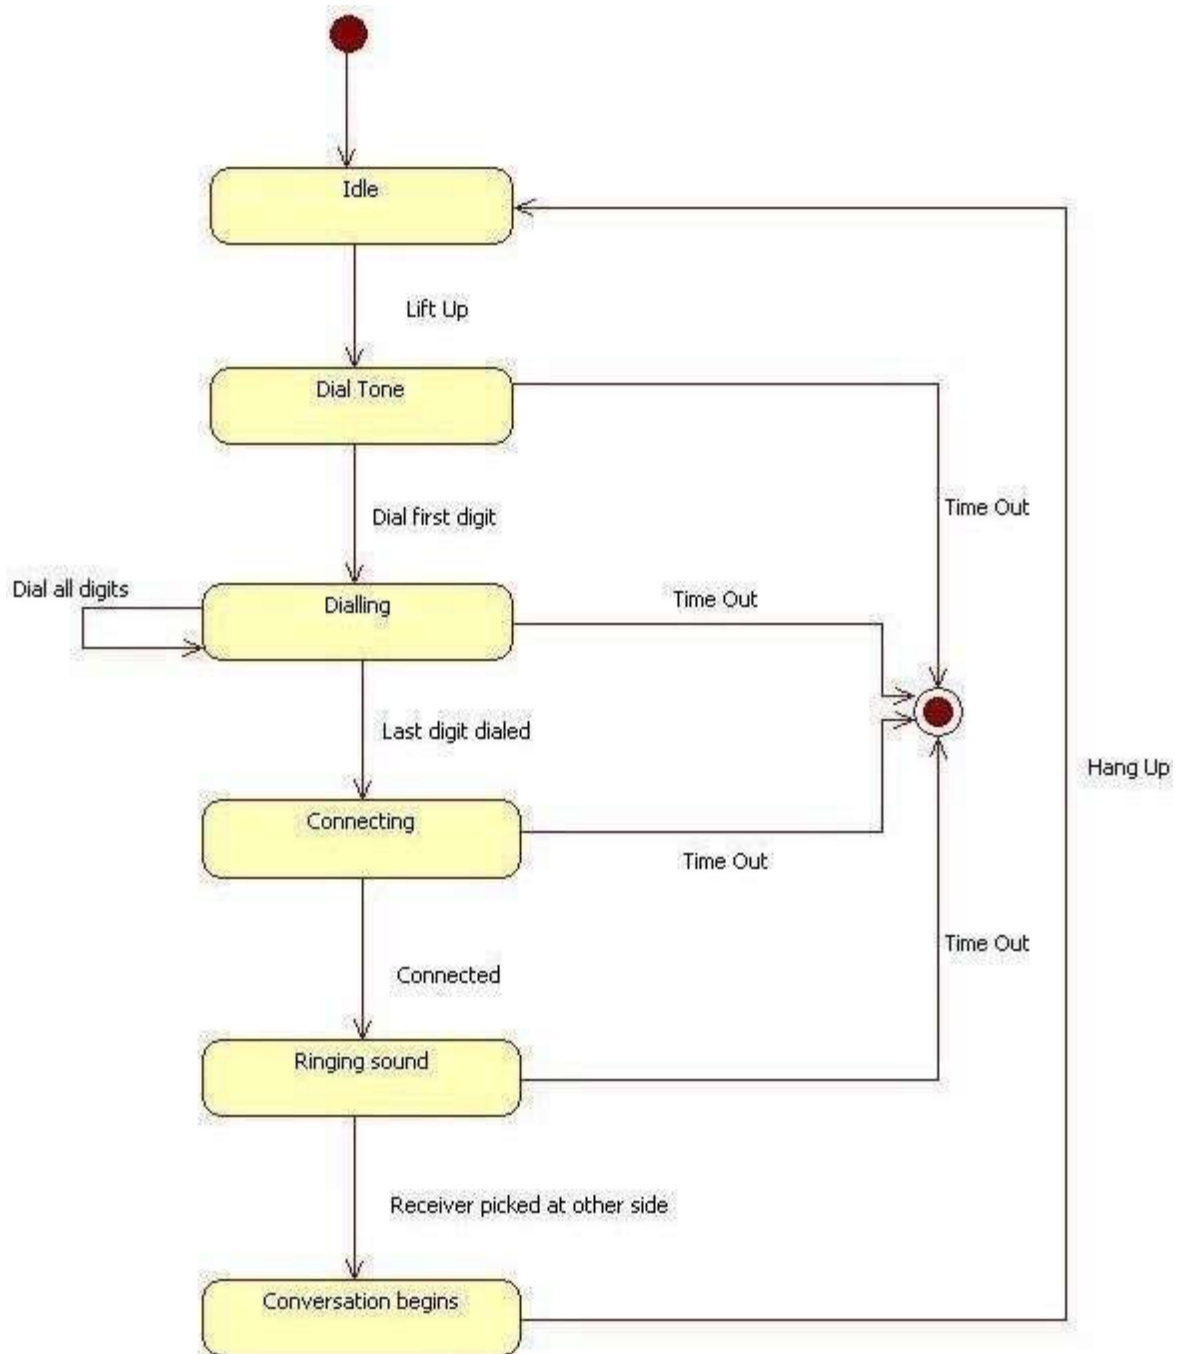 Idle
Lift Up
Dial Tone
Time Out
Dial first digit
Dial all digits
Dialling
Time Out
Last digit dialed
Hang Up
Connecting
Time Out
Time Out
Connected
Ringing sound
Receiver picked at other side
Conversation begins